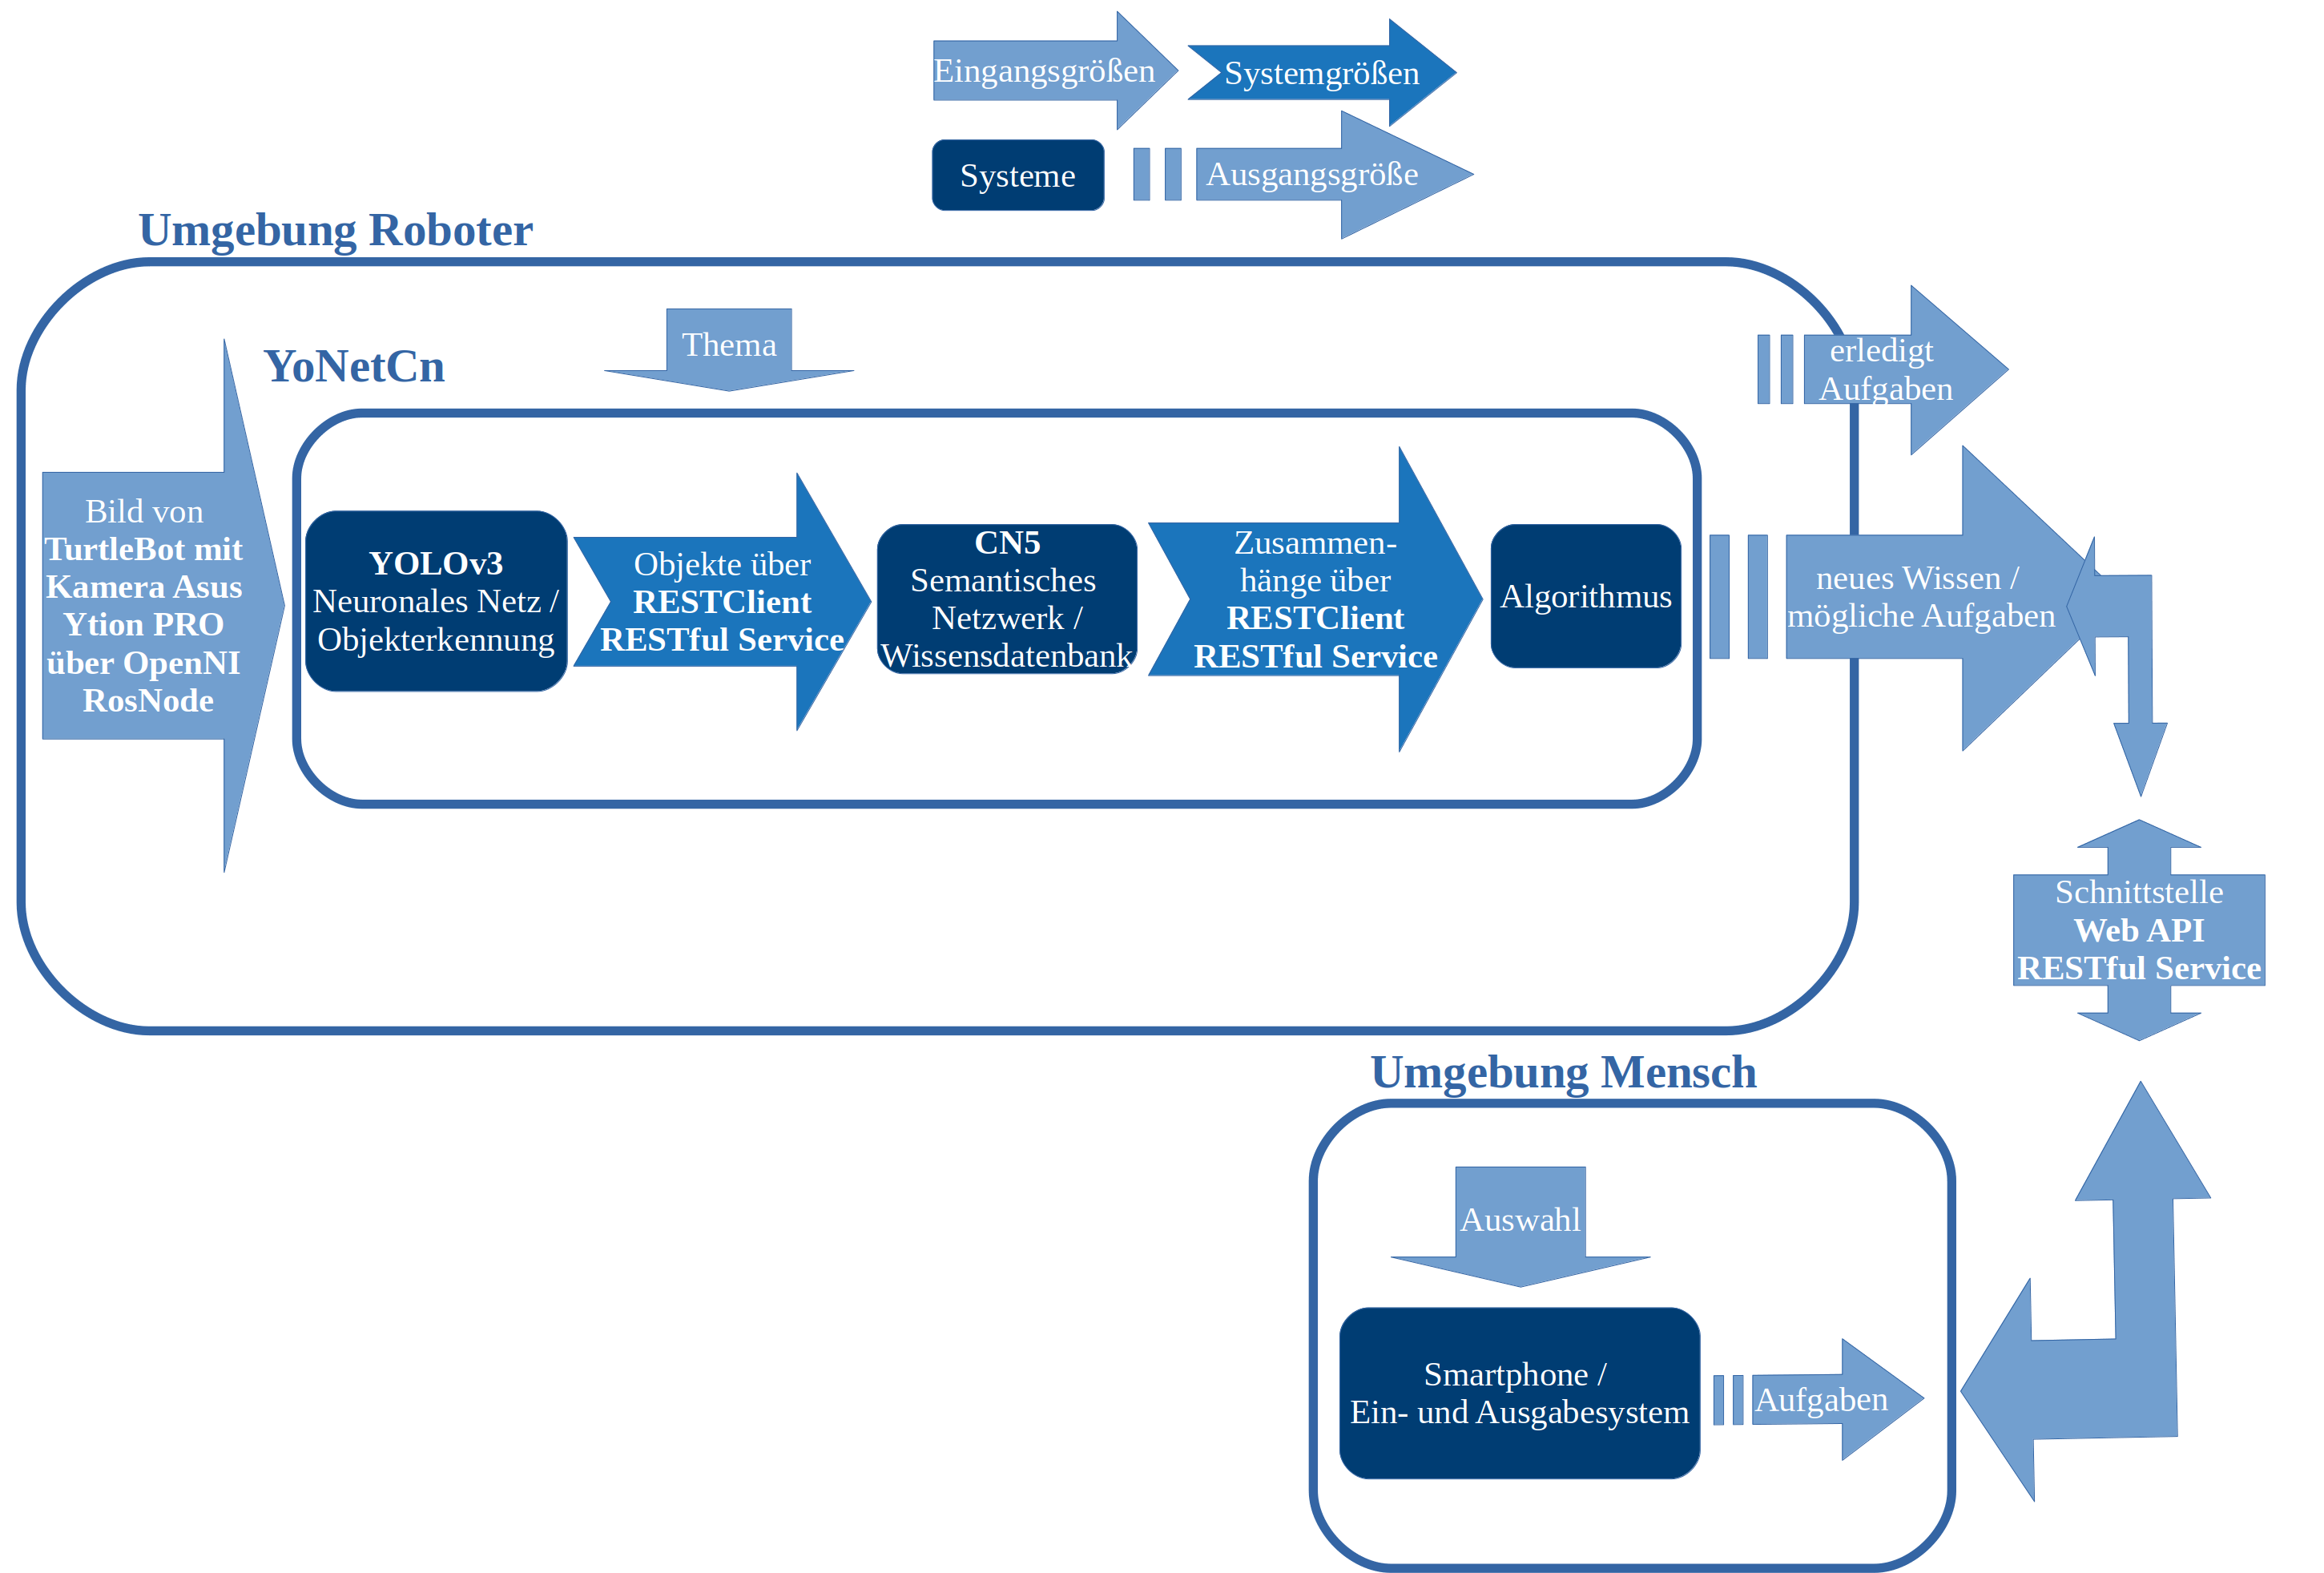 Eingangsgrößen
Systemgrößen
Systeme
Ausgangsgröße
Umgebung Roboter
Thema
YoNetCn
erledigt
Aufgaben
Bild von
TurtleBot mit
Kamera Asus
Ytion PRO
über OpenNI
RosNode
YOLOv3
Neuronales Netz /
Objekterkennung
Objekte über
RESTClient
RESTful Service
CN5
Semantisches
Netzwerk /
Wissensdatenbank
Zusammen-
hänge über
RESTClient
RESTful Service
Algorithmus
neues Wissen /
mögliche Aufgaben
Schnittstelle
Web API
RESTful Service
Umgebung Mensch
Auswahl
Smartphone /
Ein- und Ausgabesystem
Aufgaben